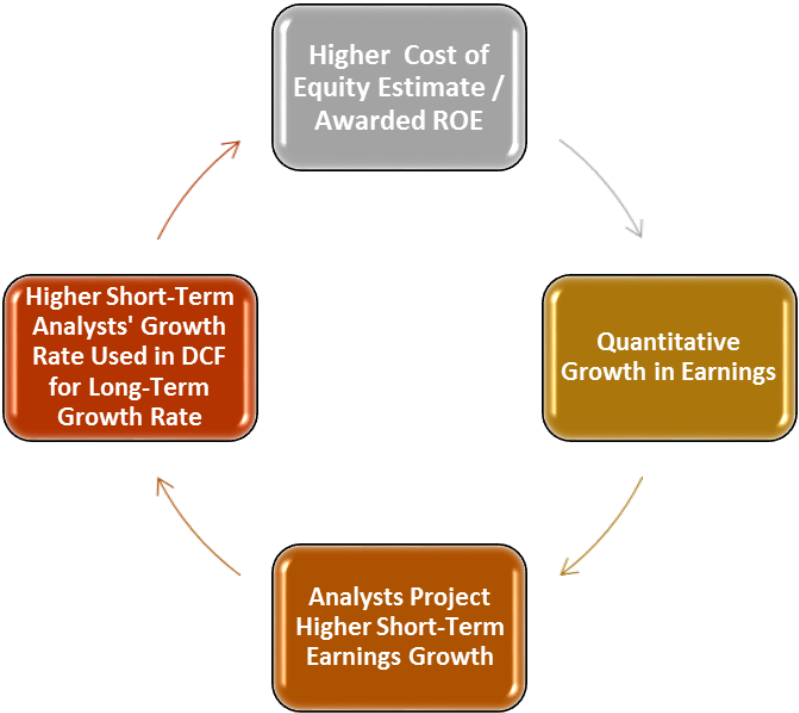 Higher Cost of
Equity Estimate /
Awarded ROE
Quantitative
Growth in Earnings
Analysts Project
Higher Short-Term
Earnings Growth
Higher Short-Term
Analysts' Growth
Rate Used in DCF
for Long-Term
Growth Rate